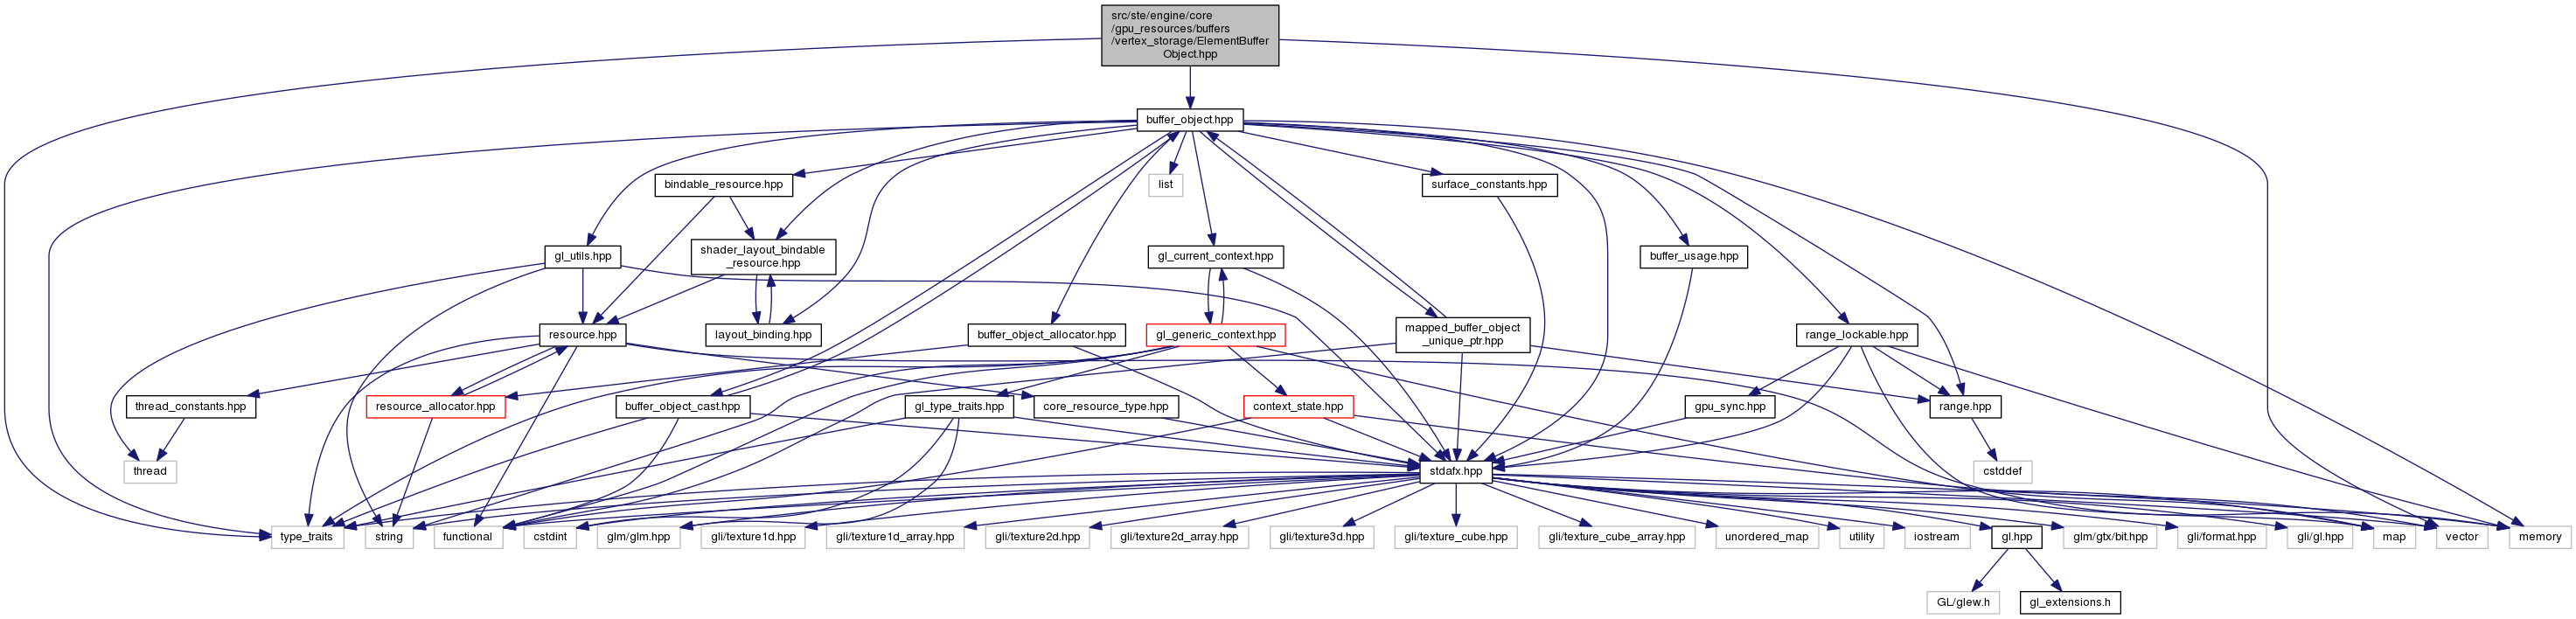 src/ste/engine/core
/gpu_resources/buffers
/vertex_storage/ElementBuffer
Object.hpp
buffer_object.hpp
bindable_resource.hpp
list
surface_constants.hpp
gl_utils.hpp
shader_layout_bindable
_resource.hpp
gl_current_context.hpp
buffer_usage.hpp
resource.hpp
layout_binding.hpp
buffer_object_allocator.hpp
gl_generic_context.hpp
mapped_buffer_object
_unique_ptr.hpp
range_lockable.hpp
thread_constants.hpp
resource_allocator.hpp
buffer_object_cast.hpp
gl_type_traits.hpp
core_resource_type.hpp
context_state.hpp
gpu_sync.hpp
range.hpp
thread
stdafx.hpp
cstddef
type_traits
string
functional
cstdint
glm/glm.hpp
gli/texture1d.hpp
gli/texture1d_array.hpp
gli/texture2d.hpp
gli/texture2d_array.hpp
gli/texture3d.hpp
gli/texture_cube.hpp
gli/texture_cube_array.hpp
unordered_map
utility
iostream
gl.hpp
glm/gtx/bit.hpp
gli/format.hpp
gli/gl.hpp
map
vector
memory
GL/glew.h
gl_extensions.h